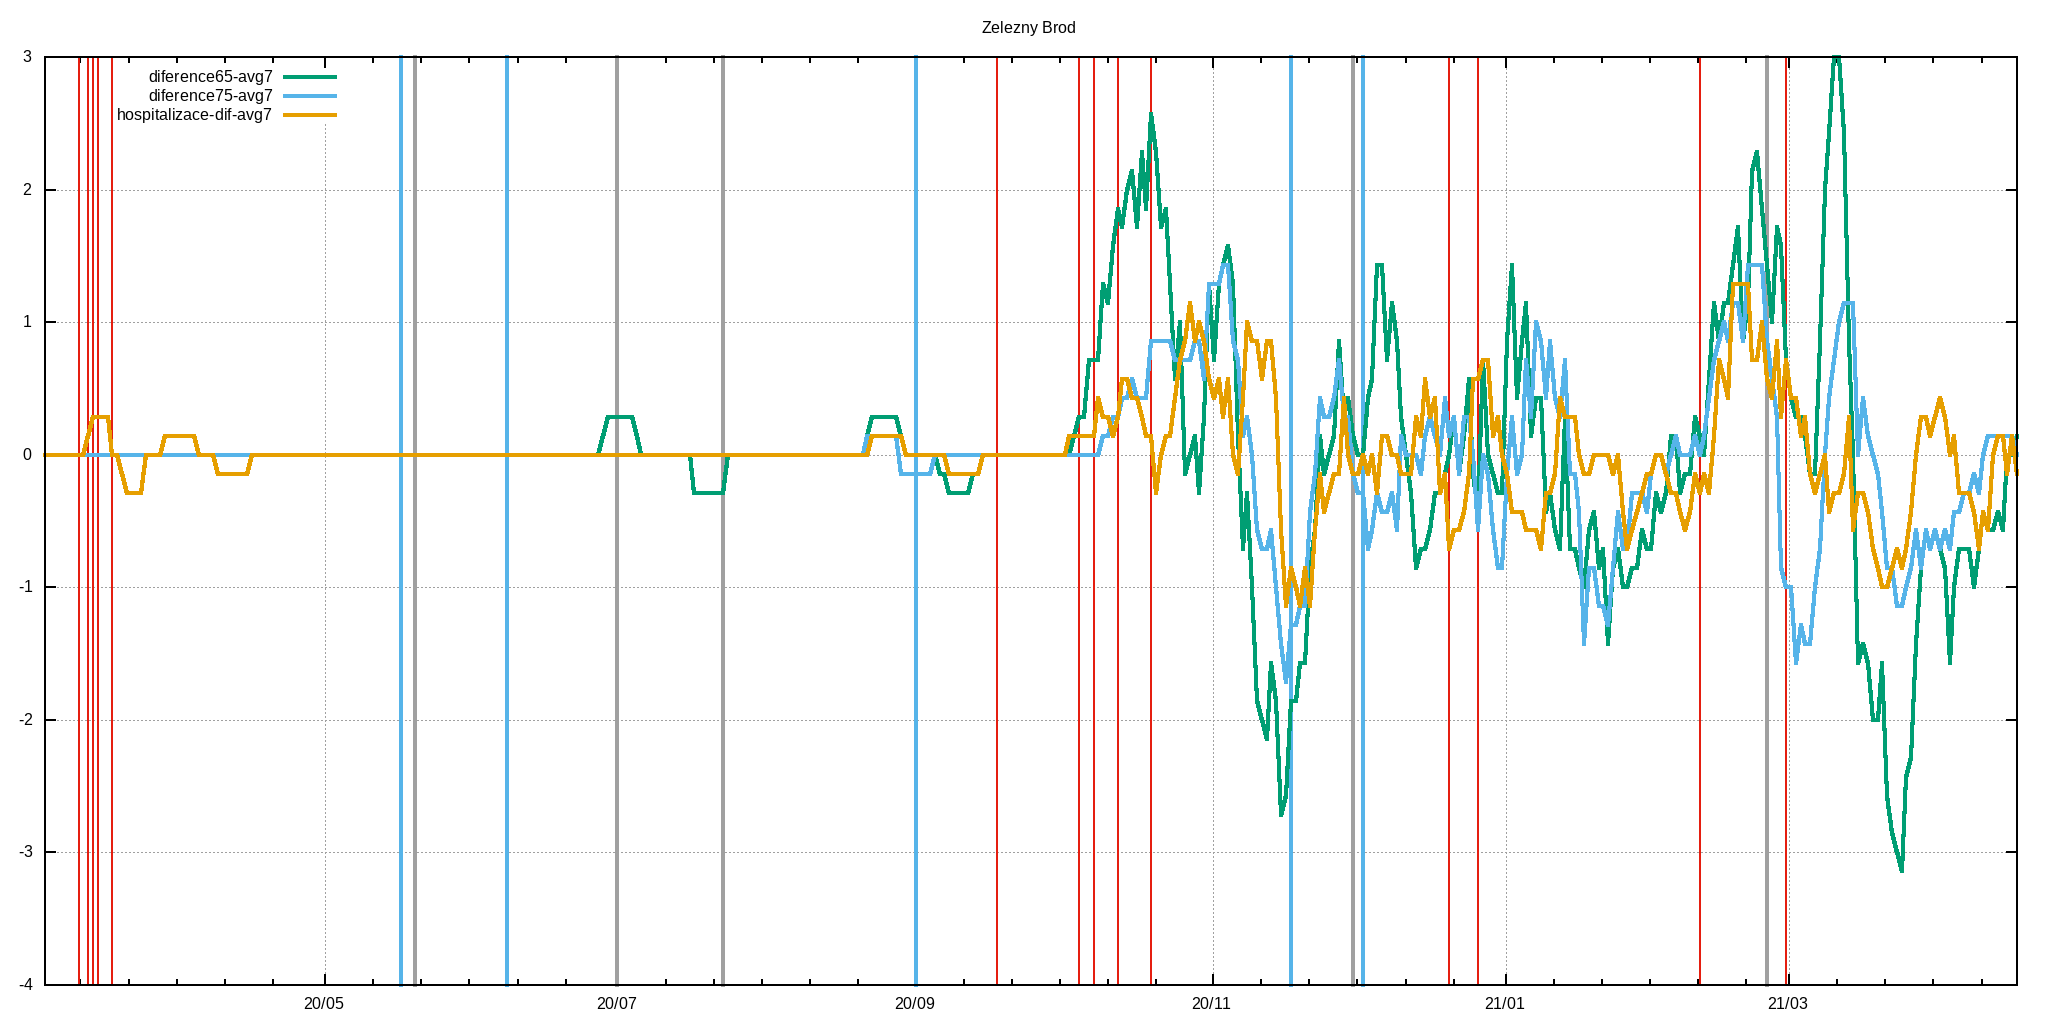 Zelezny Brod
diference65-avg7
diference75-avg7
hospitalizace-dif-avg7
3
2
1
0
-1
-2
-3
-4
20/05 20/07 20/09 20/11 21/01 21/03